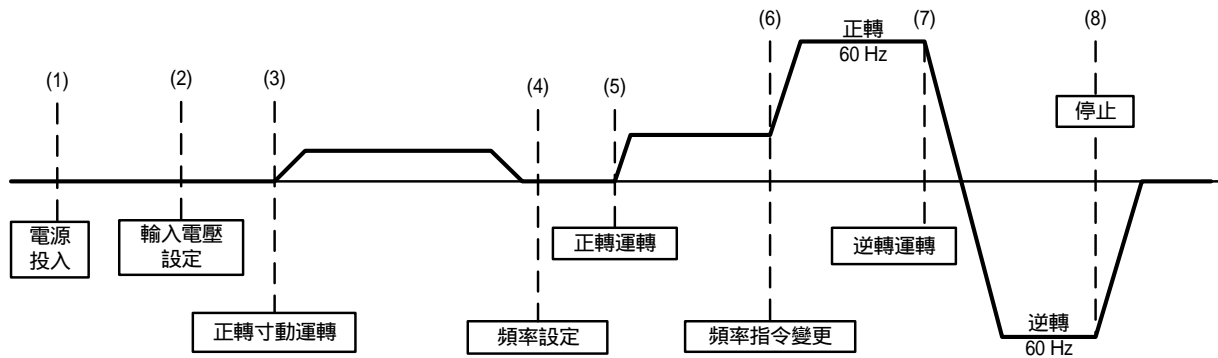 (1)
(2)
(3)
(4)
(5)
(6)
(7)
(8)
正轉
60 Hz
停止
電源
投入
輸入電壓
設定
正轉運轉
逆轉運轉
正轉寸動運轉
頻率設定
頻率指令變更
逆轉
60 Hz